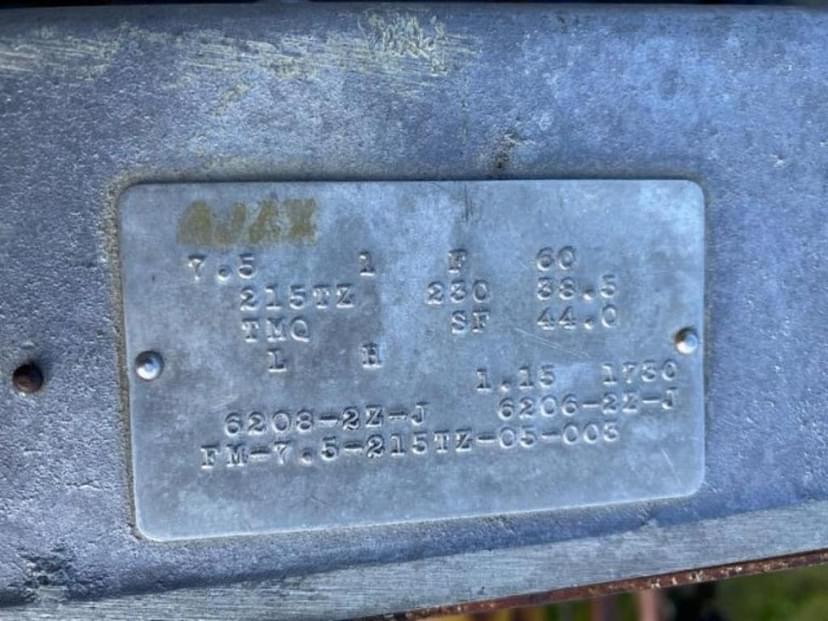 AJAX
7.5 1 F 60
215TZ 230 38.5
TMQ SF 44.0
L H
1.15 1730
6208-2Z-J 6206-2Z-J
FM-7.5-215TZ-05-003